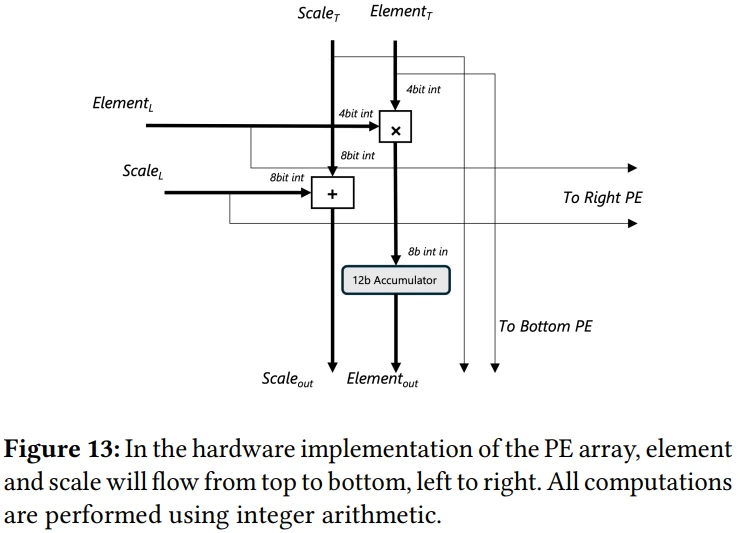 Scale_T Element_T
4bit int
Element_L
4bit int
×
8bit int
Scale_L
8bit int
+
To Right PE
8b int in
12b Accumulator
To Bottom PE
Scale_out Element_out
Figure 13: In the hardware implementation of the PE array, element
and scale will flow from top to bottom, left to right. All computations
are performed using integer arithmetic.